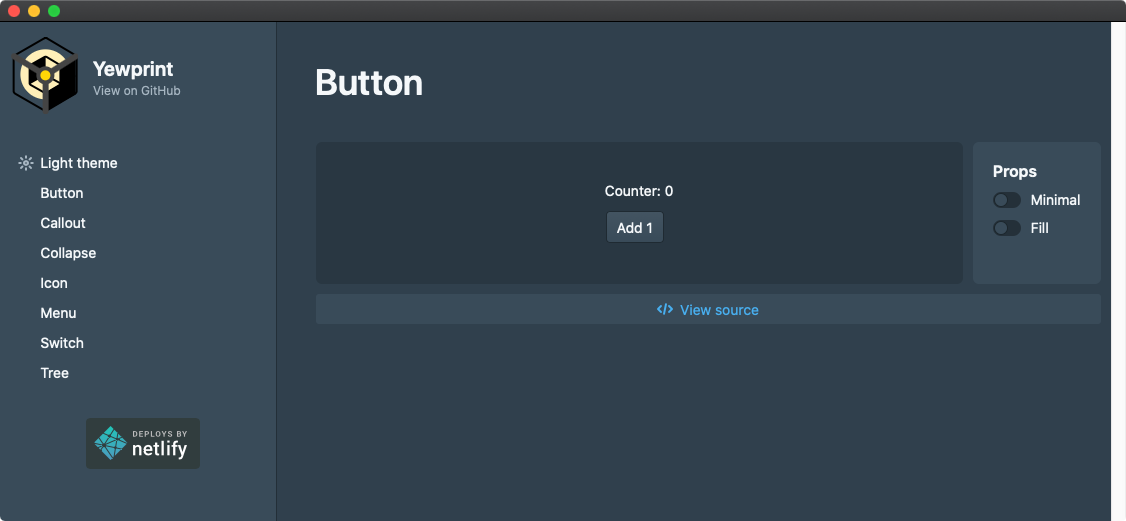 Yewprint
View on GitHub
Light theme
Button
Callout
Collapse
Icon
Menu
Switch
Tree
DEPLOYS BY
netlify
Button
Counter: 0
Add 1
Props
Minimal
Fill
</> View source